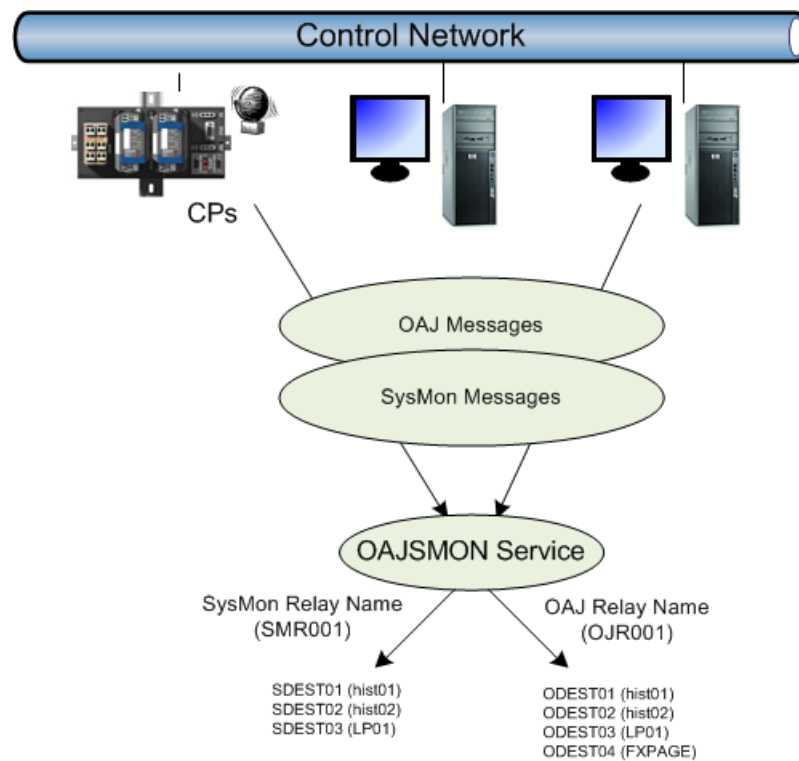 Control Network
CPs
OAJ Messages
SysMon Messages
OAJSMON Service
SysMon Relay Name
(SMR001)
OAJ Relay Name
(OJR001)
SDEST01 (hist01)
SDEST02 (hist02)
SDEST03 (LP01)
ODEST01 (hist01)
ODEST02 (hist02)
ODEST03 (LP01)
ODEST04 (FXPAGE)